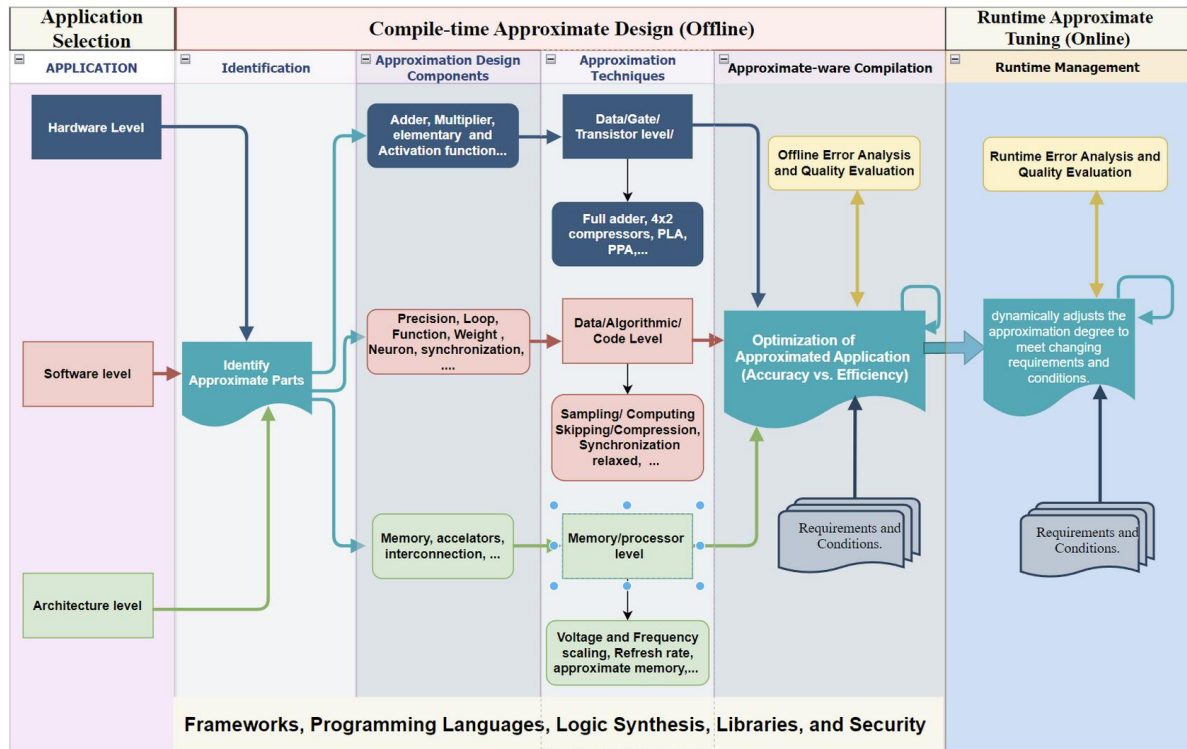 Application
Selection
Compile-time Approximate Design (Offline)
Runtime Approximate
Tuning (Online)
APPLICATION
Identification
Approximation Design
Components
Approximation
Techniques
Approximate-ware Compilation
Runtime Management
Hardware Level
Adder, Multiplier,
elementary and
Activation function...
Data/Gate/
Transistor level/
Offline Error Analysis
and Quality Evaluation
Runtime Error Analysis and
Quality Evaluation
Full adder, 4x2
compressors, PLA,
PPA,...
Software level
Identify
Approximate Parts
Precision, Loop,
Function, Weight ,
Neuron, synchronization,
....
Data/Algorithmic/
Code Level
Optimization of
Approximated Application
(Accuracy vs. Efficiency)
dynamically adjusts the
approximation degree to
meet changing
requirements and
conditions.
Sampling/ Computing
Skipping/Compression,
Synchronization
relaxed, ...
Architecture level
Memory, accelators,
interconnection, ...
Memory/processor
level
Requirements and
Conditions.
Requirements and
Conditions.
Voltage and Frequency
scaling, Refresh rate,
approximate memory,...
Frameworks, Programming Languages, Logic Synthesis, Libraries, and Security